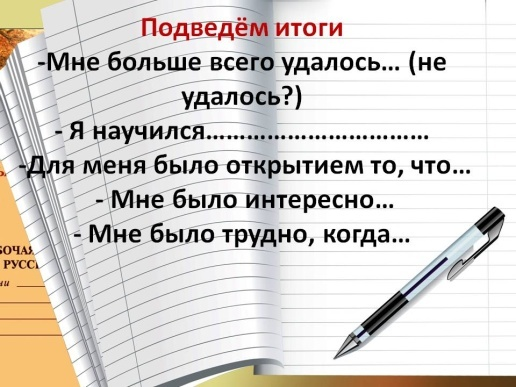 Подведём итоги
-Мне больше всего удалось… (не
удалось?)
- Я научился……………………………
-Для меня было открытием то, что…
- Мне было интересно…
- Мне было трудно, когда…